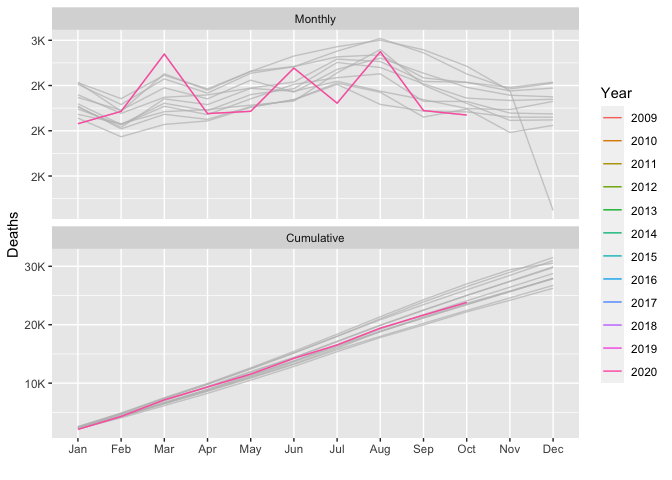 Monthly
3K
2K
2K
2K
Deaths
Cumulative
30K
20K
10K
Jan Feb Mar Apr May Jun Jul Aug Sep Oct Nov Dec
Year
2009
2010
2011
2012
2013
2014
2015
2016
2017
2018
2019
2020